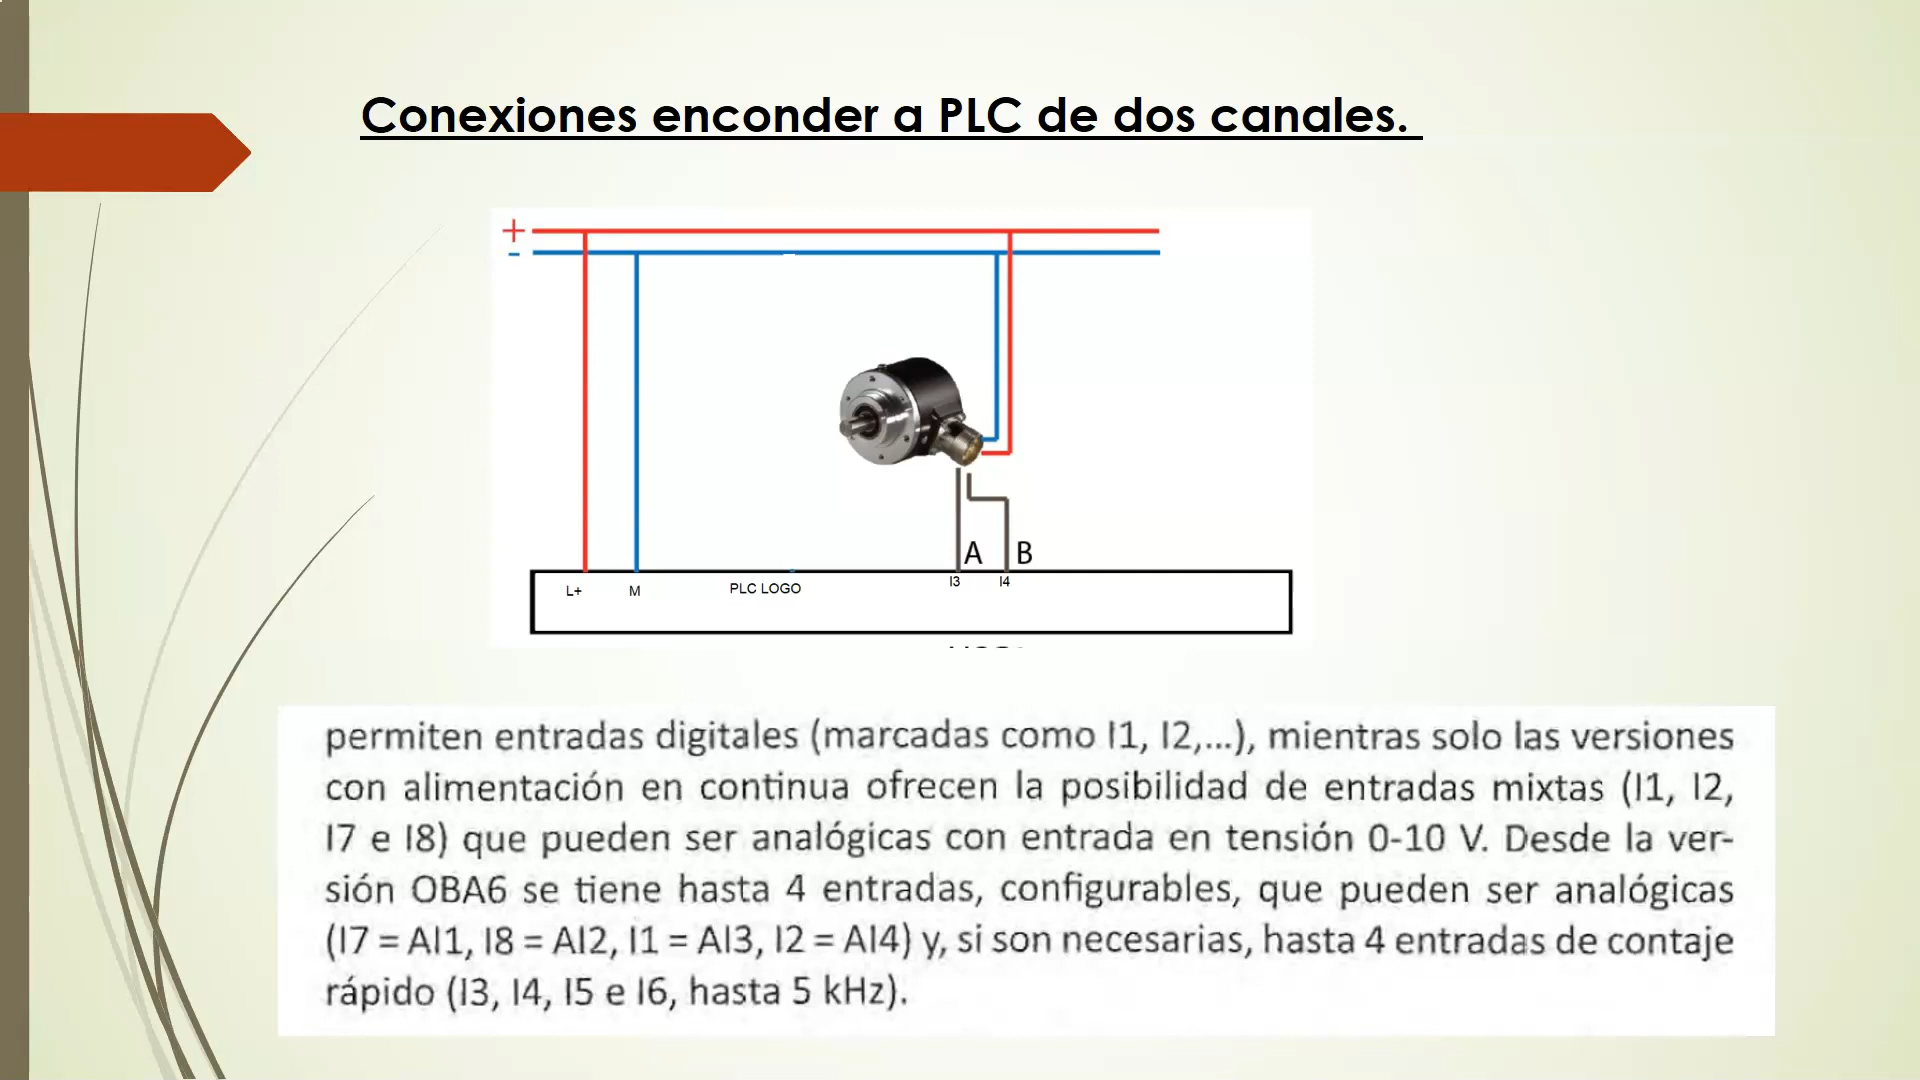 Conexiones enconder a PLC de dos canales.
+
-
A B
L+ M PLC LOGO I3 I4
permiten entradas digitales (marcadas como I1, I2,...), mientras solo las versiones
con alimentación en continua ofrecen la posibilidad de entradas mixtas (I1, I2,
I7 e I8) que pueden ser analógicas con entrada en tensión 0-10 V. Desde la ver-
sión OBA6 se tiene hasta 4 entradas, configurables, que pueden ser analógicas
(I7 = AI1, I8 = AI2, I1 = AI3, I2 = AI4) y, si son necesarias, hasta 4 entradas de contaje
rápido (I3, I4, I5 e I6, hasta 5 kHz).